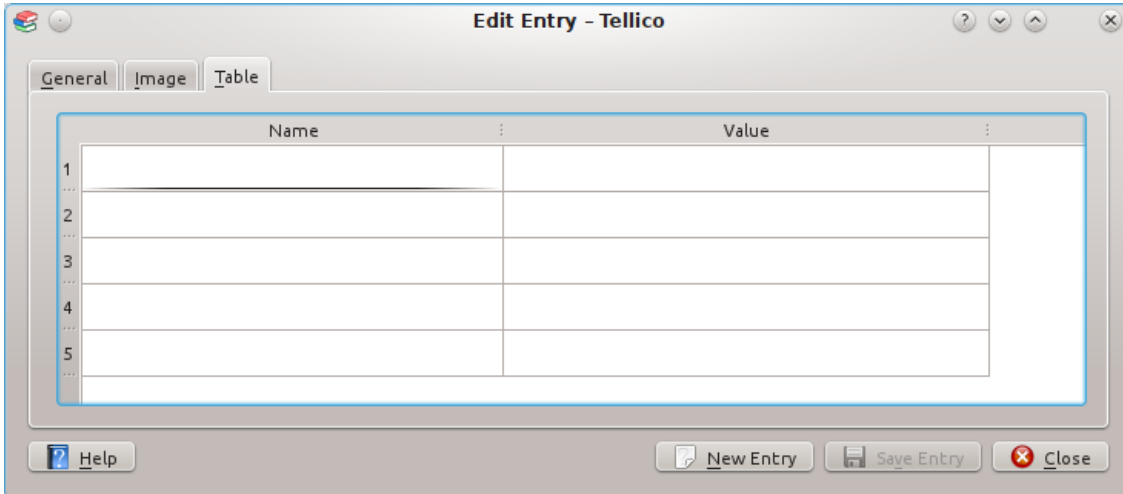 Edit Entry – Tellico
General Image Table
Name Value
1
2
3
4
5
Help New Entry Save Entry Close